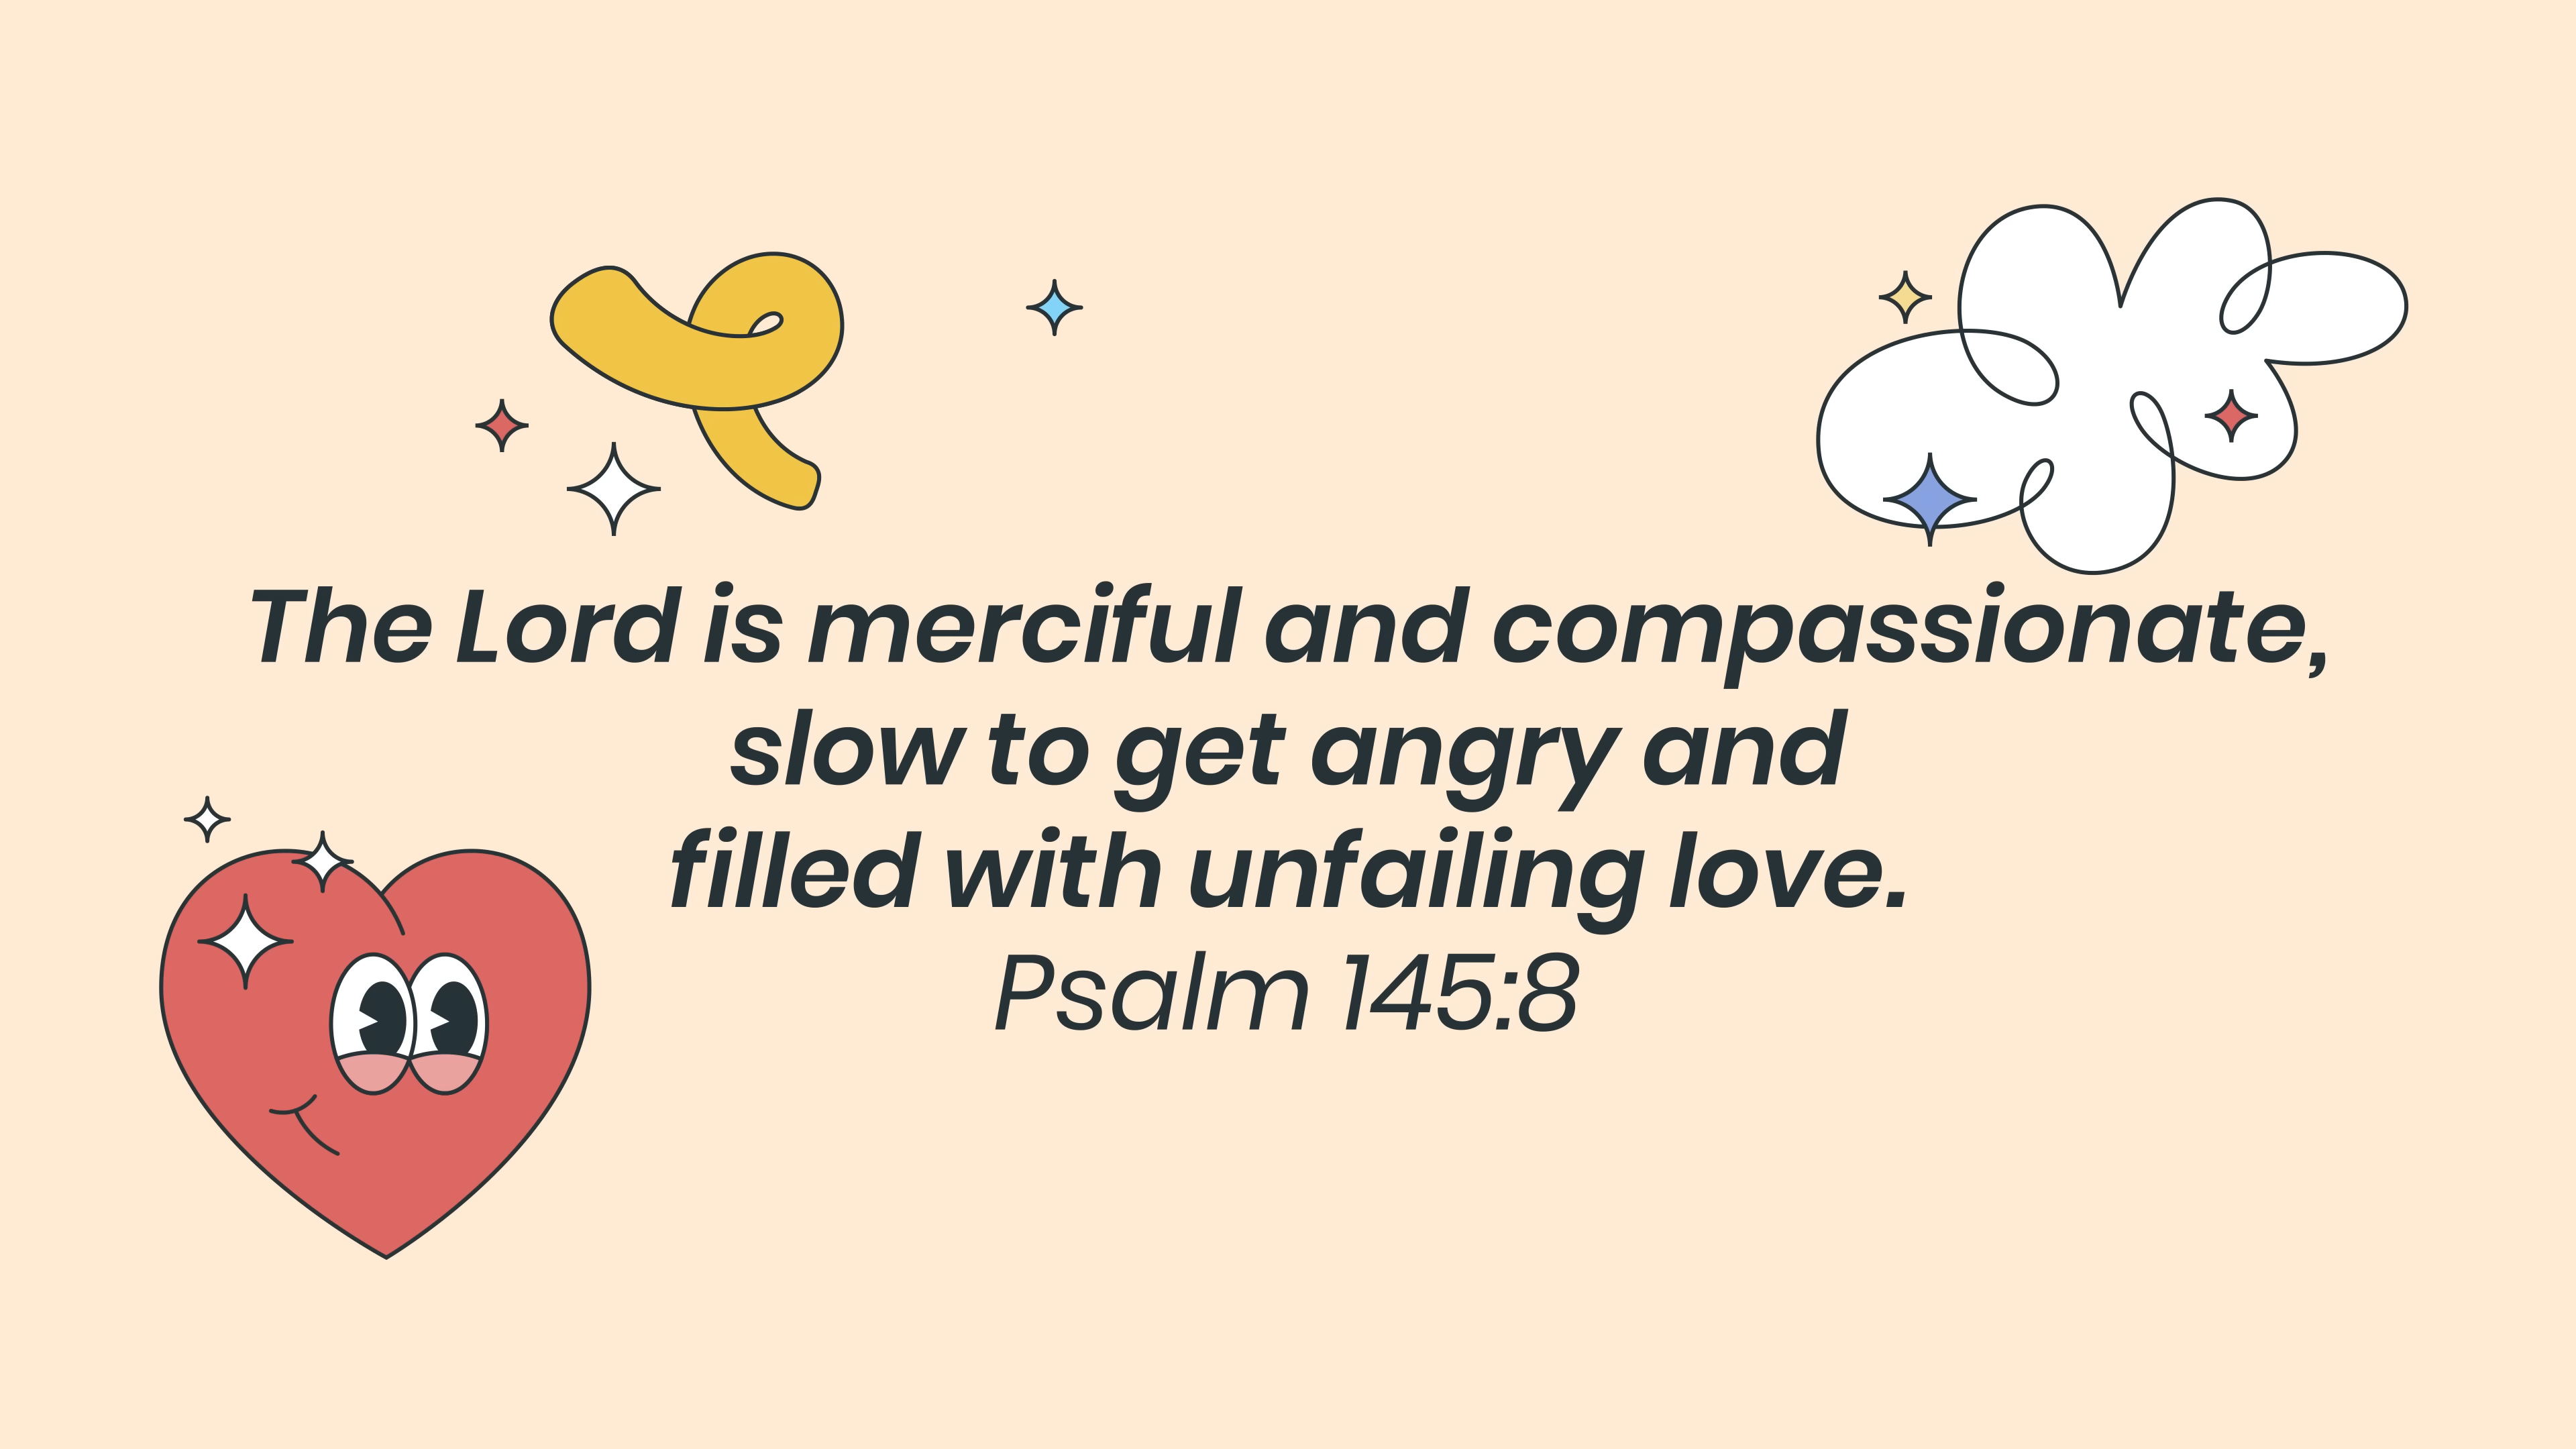 The Lord is merciful and compassionate,
slow to get angry and
filled with unfailing love.
Psalm 145:8